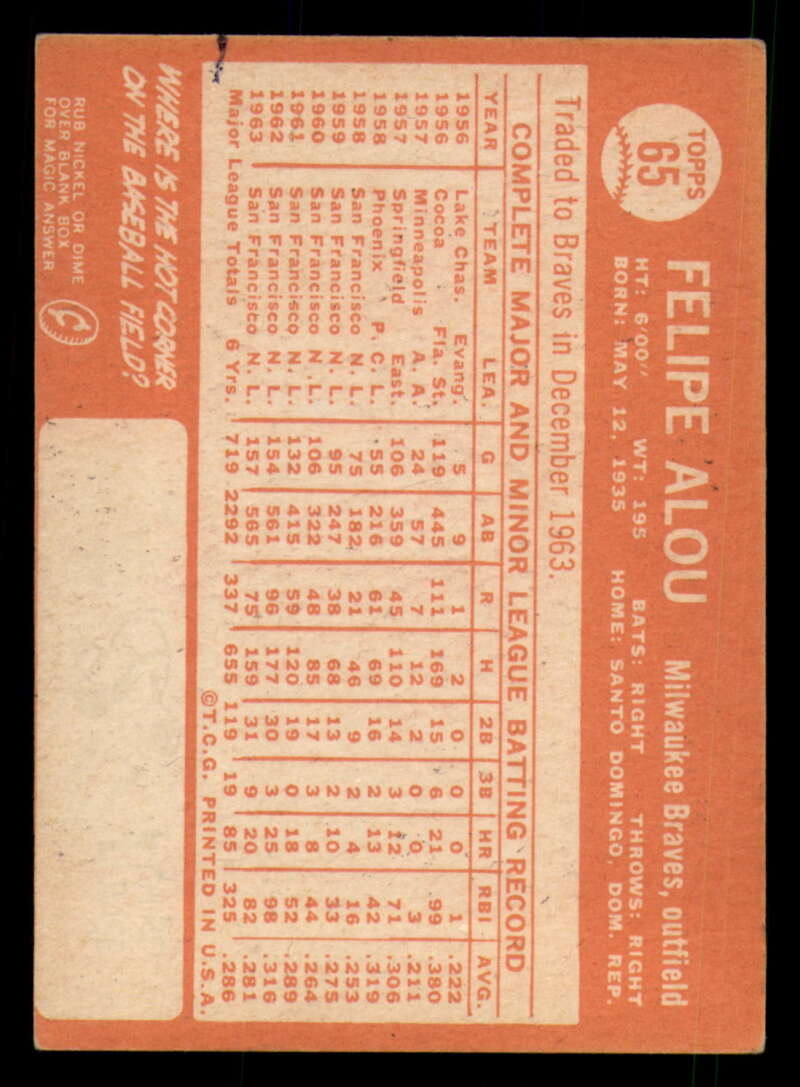 TOPPS
65
FELIPE ALOU Milwaukee Braves, outfield
HT: 6'00" WT: 195 BATS: RIGHT THROWS: RIGHT
BORN: MAY 12, 1935 HOME: SANTO DOMINGO, DOM. REP.
Traded to Braves in December 1963.
COMPLETE MAJOR AND MINOR LEAGUE BATTING RECORD
YEAR TEAM LEA. G AB R H 2B 3B HR RBI AVG.
1956 Lake Chas. Evang. 5 9 1 2 0 0 0 1 .222
1956 Cocoa Fla. St. 119 445 111 169 15 6 21 99 .380
1957 Minneapolis A. A. 24 57 7 12 2 0 0 3 .211
1957 Springfield East. 106 359 45 110 14 3 12 71 .306
1958 Phoenix P. C. L. 55 216 61 69 16 2 13 42 .319
1958 San Francisco N. L. 75 182 21 46 9 2 4 16 .253
1959 San Francisco N. L. 95 247 38 68 13 2 10 33 .275
1960 San Francisco N. L. 106 322 48 85 17 3 8 44 .264
1961 San Francisco N. L. 132 415 59 120 19 0 18 52 .289
1962 San Francisco N. L. 154 561 96 177 30 3 25 98 .316
1963 San Francisco N. L. 157 565 75 159 31 9 20 82 .281
Major League Totals 6 Yrs. 719 2292 337 655 119 19 85 325 .286
©T.C.G. PRINTED IN U.S.A.
WHERE IS THE HOT CORNER
ON THE BASEBALL FIELD?
RUB NICKEL OR DIME
OVER BLANK BOX
FOR MAGIC ANSWER